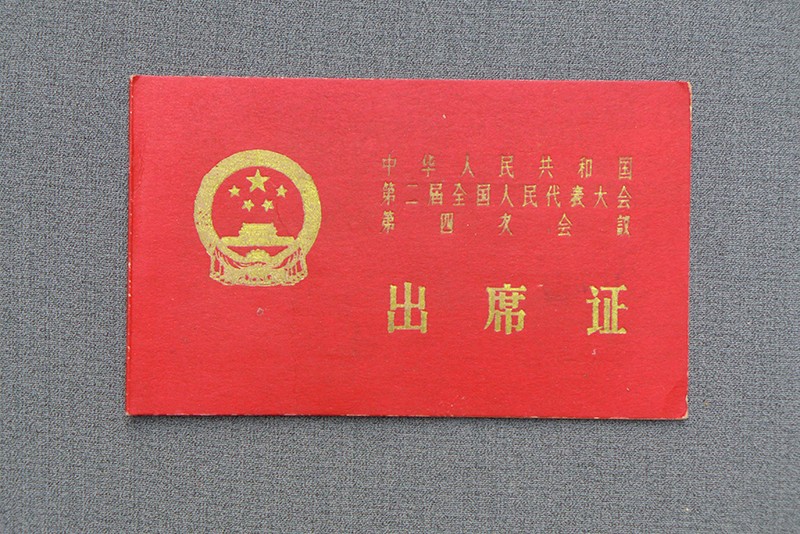 中华人民共和国
第二届全国人民代表大会
第四次会議
出席证